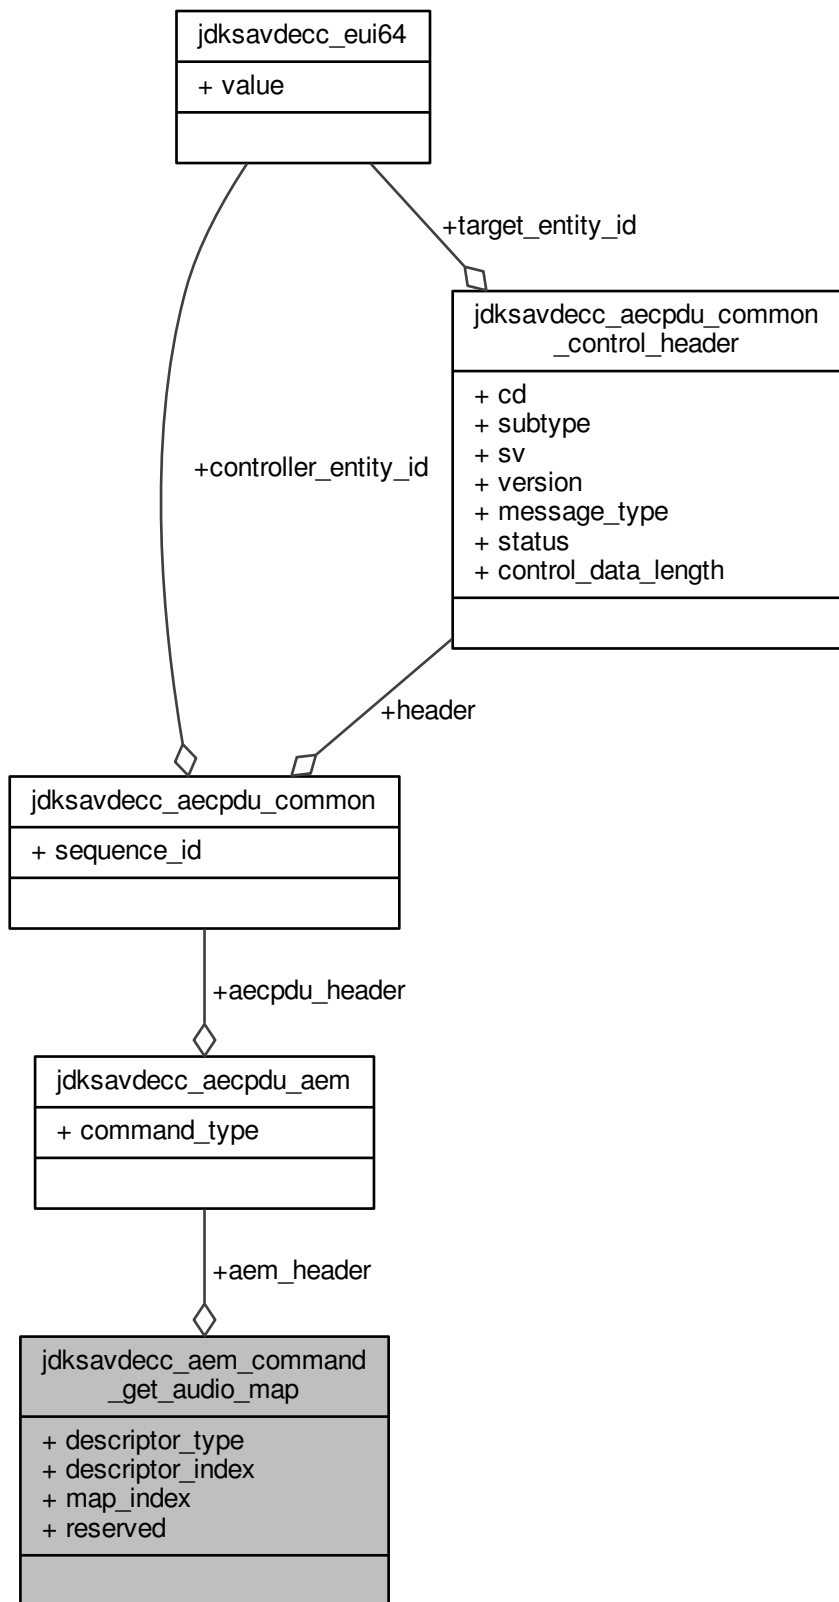 jdksavdecc_eui64
+ value
+target_entity_id
jdksavdecc_aecpdu_common
_control_header
+ cd
+ subtype
+ sv
+ version
+ message_type
+ status
+ control_data_length
+controller_entity_id
+header
jdksavdecc_aecpdu_common
+ sequence_id
+aecpdu_header
jdksavdecc_aecpdu_aem
+ command_type
+aem_header
jdksavdecc_aem_command
_get_audio_map
+ descriptor_type
+ descriptor_index
+ map_index
+ reserved